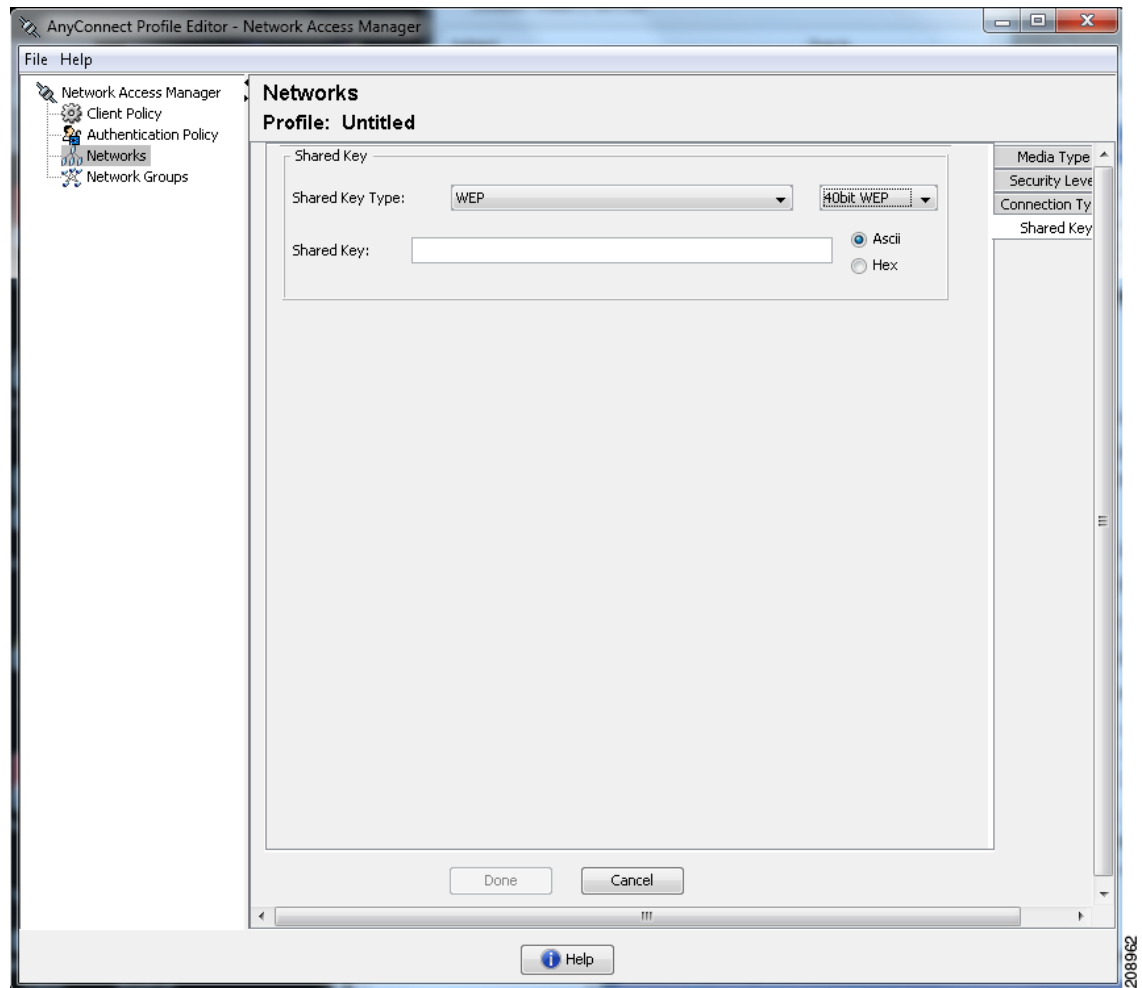 AnyConnect Profile Editor - Network Access Manager
File Help
Network Access Manager
Client Policy
Authentication Policy
Networks
Network Groups
Networks
Profile: Untitled
Shared Key
Shared Key Type:
WEP
40bit WEP
Shared Key:
Ascii
Hex
Media Type
Security Leve
Connection Ty
Shared Key
Done
Cancel
Help
208962